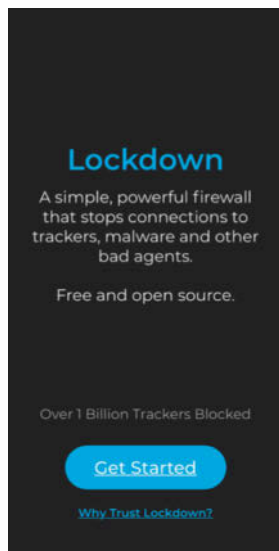 Lockdown
A simple, powerful firewall
that stops connections to
trackers, malware and other
bad agents.
Free and open source.
Over 1 Billion Trackers Blocked
Get Started
Why Trust Lockdown?